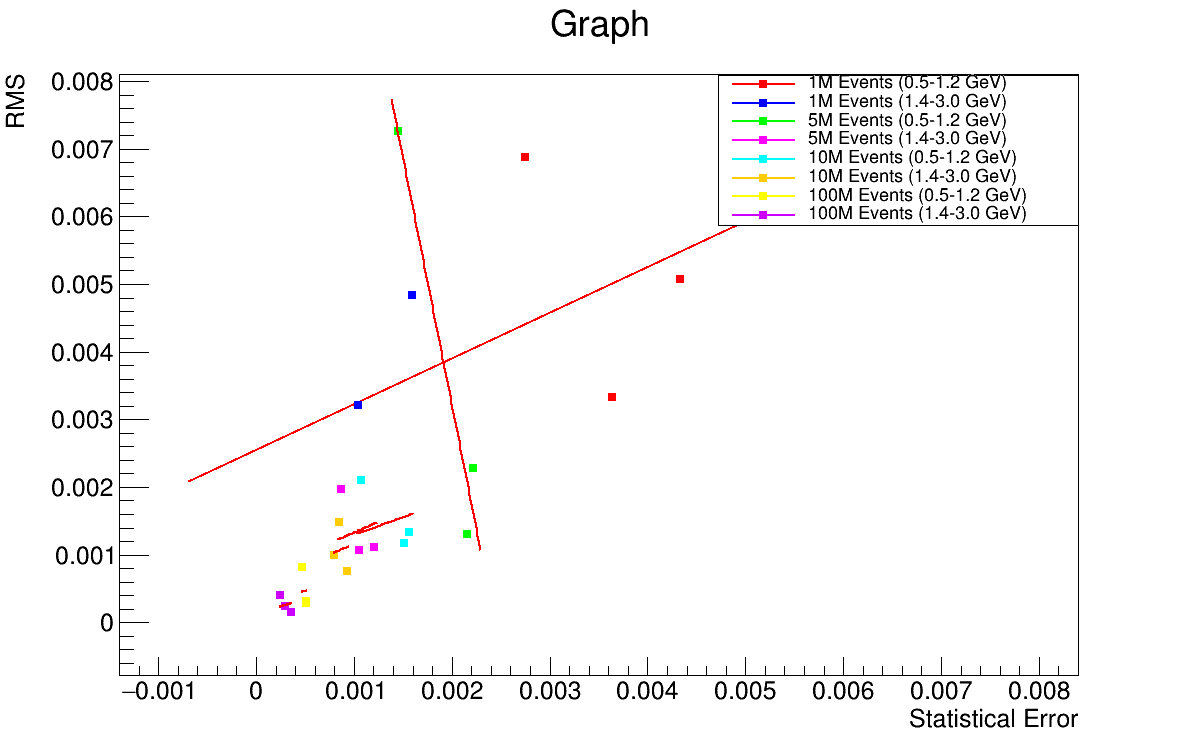 Graph
RMS
0.008
0.007
0.006
0.005
0.004
0.003
0.002
0.001
0
1M Events (0.5-1.2 GeV)
1M Events (1.4-3.0 GeV)
5M Events (0.5-1.2 GeV)
5M Events (1.4-3.0 GeV)
10M Events (0.5-1.2 GeV)
10M Events (1.4-3.0 GeV)
100M Events (0.5-1.2 GeV)
100M Events (1.4-3.0 GeV)
−0.001 0 0.001 0.002 0.003 0.004 0.005 0.006 0.007 0.008
Statistical Error